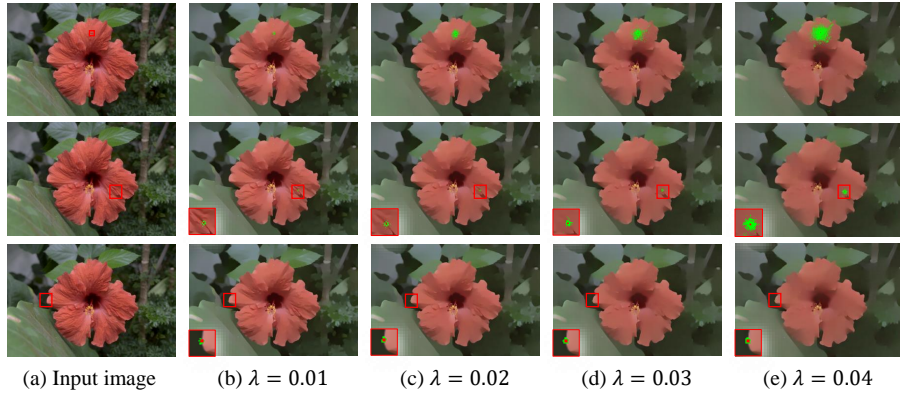 (a) Input image (b) λ = 0.01 (c) λ = 0.02 (d) λ = 0.03 (e) λ = 0.04